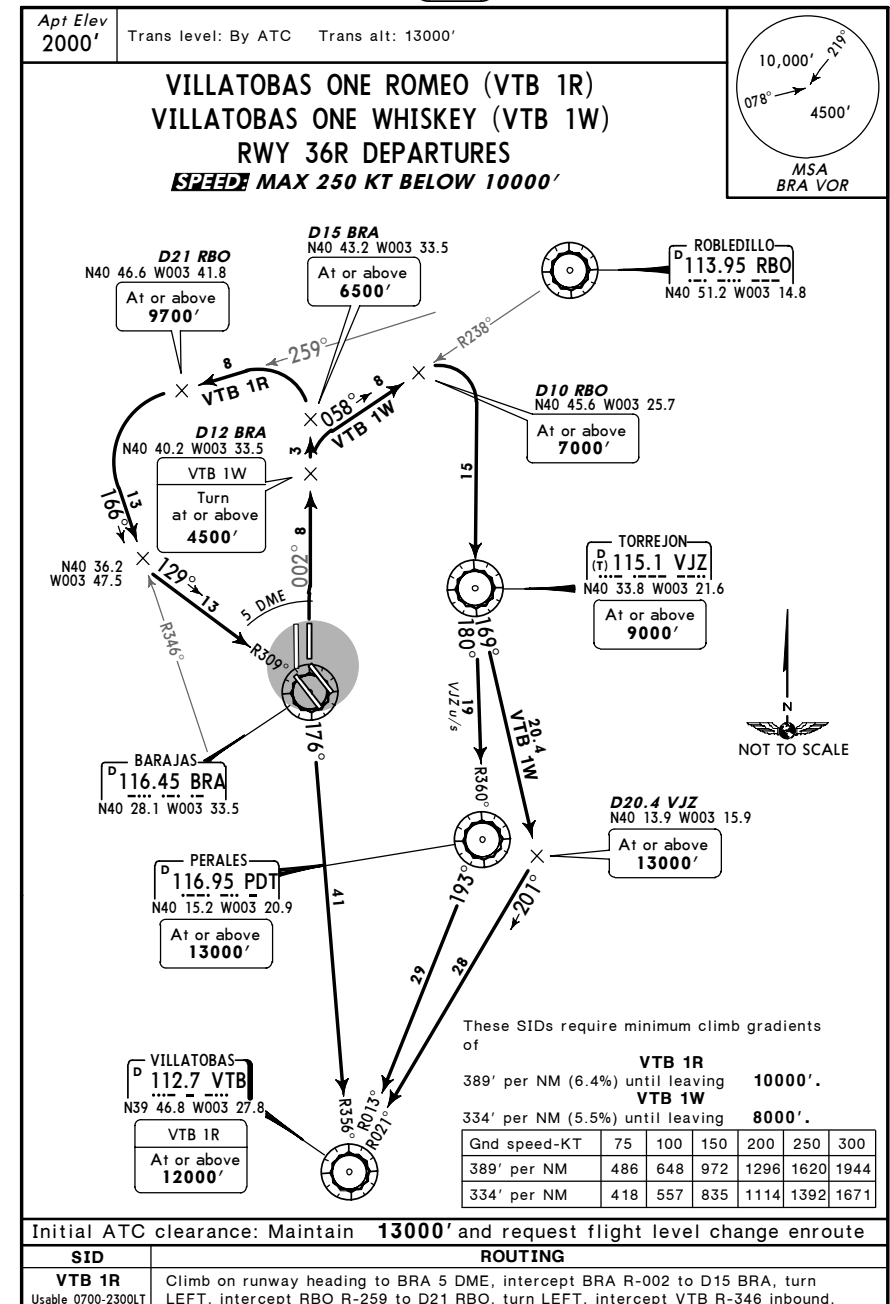 Apt Elev
2000'
Trans level: By ATC Trans alt: 13000'
VILLATOBAS ONE ROMEO (VTB 1R)
VILLATOBAS ONE WHISKEY (VTB 1W)
RWY 36R DEPARTURES
SPEED: MAX 250 KT BELOW 10000'
10,000'
219°
078°
4500'
MSA
BRA VOR
D15 BRA
N40 43.2 W003 33.5
At or above
6500'
D21 RBO
N40 46.6 W003 41.8
At or above
9700'
ROBLEDILLO
D 113.95 RBO
N40 51.2 W003 14.8
R238°
259°
8
VTB 1R
058°
8
VTB 1W
D10 RBO
N40 45.6 W003 25.7
At or above
7000'
D12 BRA
N40 40.2 W003 33.5
VTB 1W
Turn
at or above
4500'
3
15
13
166°
8
002°
N40 36.2
W003 47.5
129°
13
5 DME
R346°
R309°
TORREJON
D
(T) 115.1 VJZ
N40 33.8 W003 21.6
At or above
9000'
180°
169°
19
VJZ u/s
20.4
VTB 1W
N
NOT TO SCALE
176°
BARAJAS
D 116.45 BRA
N40 28.1 W003 33.5
R360°
D20.4 VJZ
N40 13.9 W003 15.9
At or above
13000'
PERALES
D 116.95 PDT
N40 15.2 W003 20.9
At or above
13000'
193°
201°
41
29
28
These SIDs require minimum climb gradients
of
VTB 1R
389' per NM (6.4%) until leaving 10000'.
VTB 1W
334' per NM (5.5%) until leaving 8000'.
Gnd speed-KT 75 100 150 200 250 300
389' per NM 486 648 972 1296 1620 1944
334' per NM 418 557 835 1114 1392 1671
VILLATOBAS
D 112.7 VTB
N39 46.8 W003 27.8
VTB 1R
At or above
12000'
R356°
R013°
R021°
Initial ATC clearance: Maintain 13000' and request flight level change enroute
SID ROUTING
VTB 1R
Usable 0700-2300LT
Climb on runway heading to BRA 5 DME, intercept BRA R-002 to D15 BRA, turn
LEFT, intercept RBO R-259 to D21 RBO, turn LEFT, intercept VTB R-346 inbound,